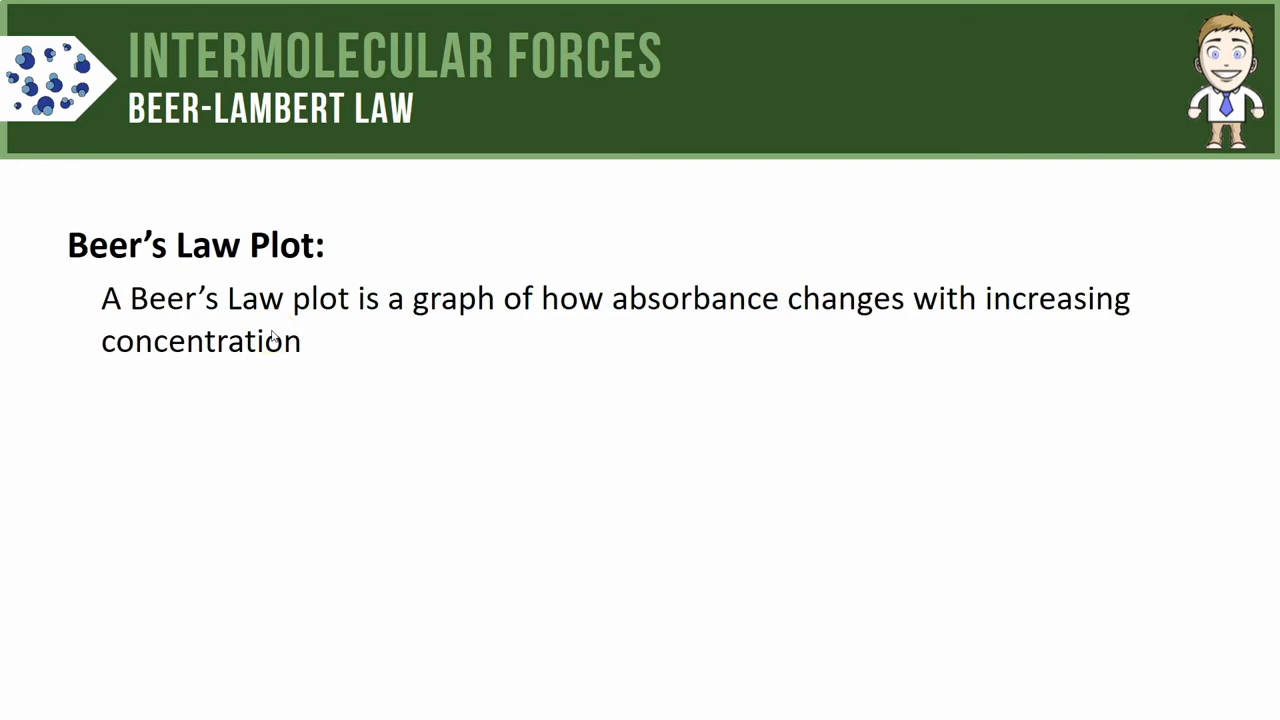 INTERMOLECULAR FORCES
BEER-LAMBERT LAW
Beer’s Law Plot:
A Beer’s Law plot is a graph of how absorbance changes with increasing
concentration